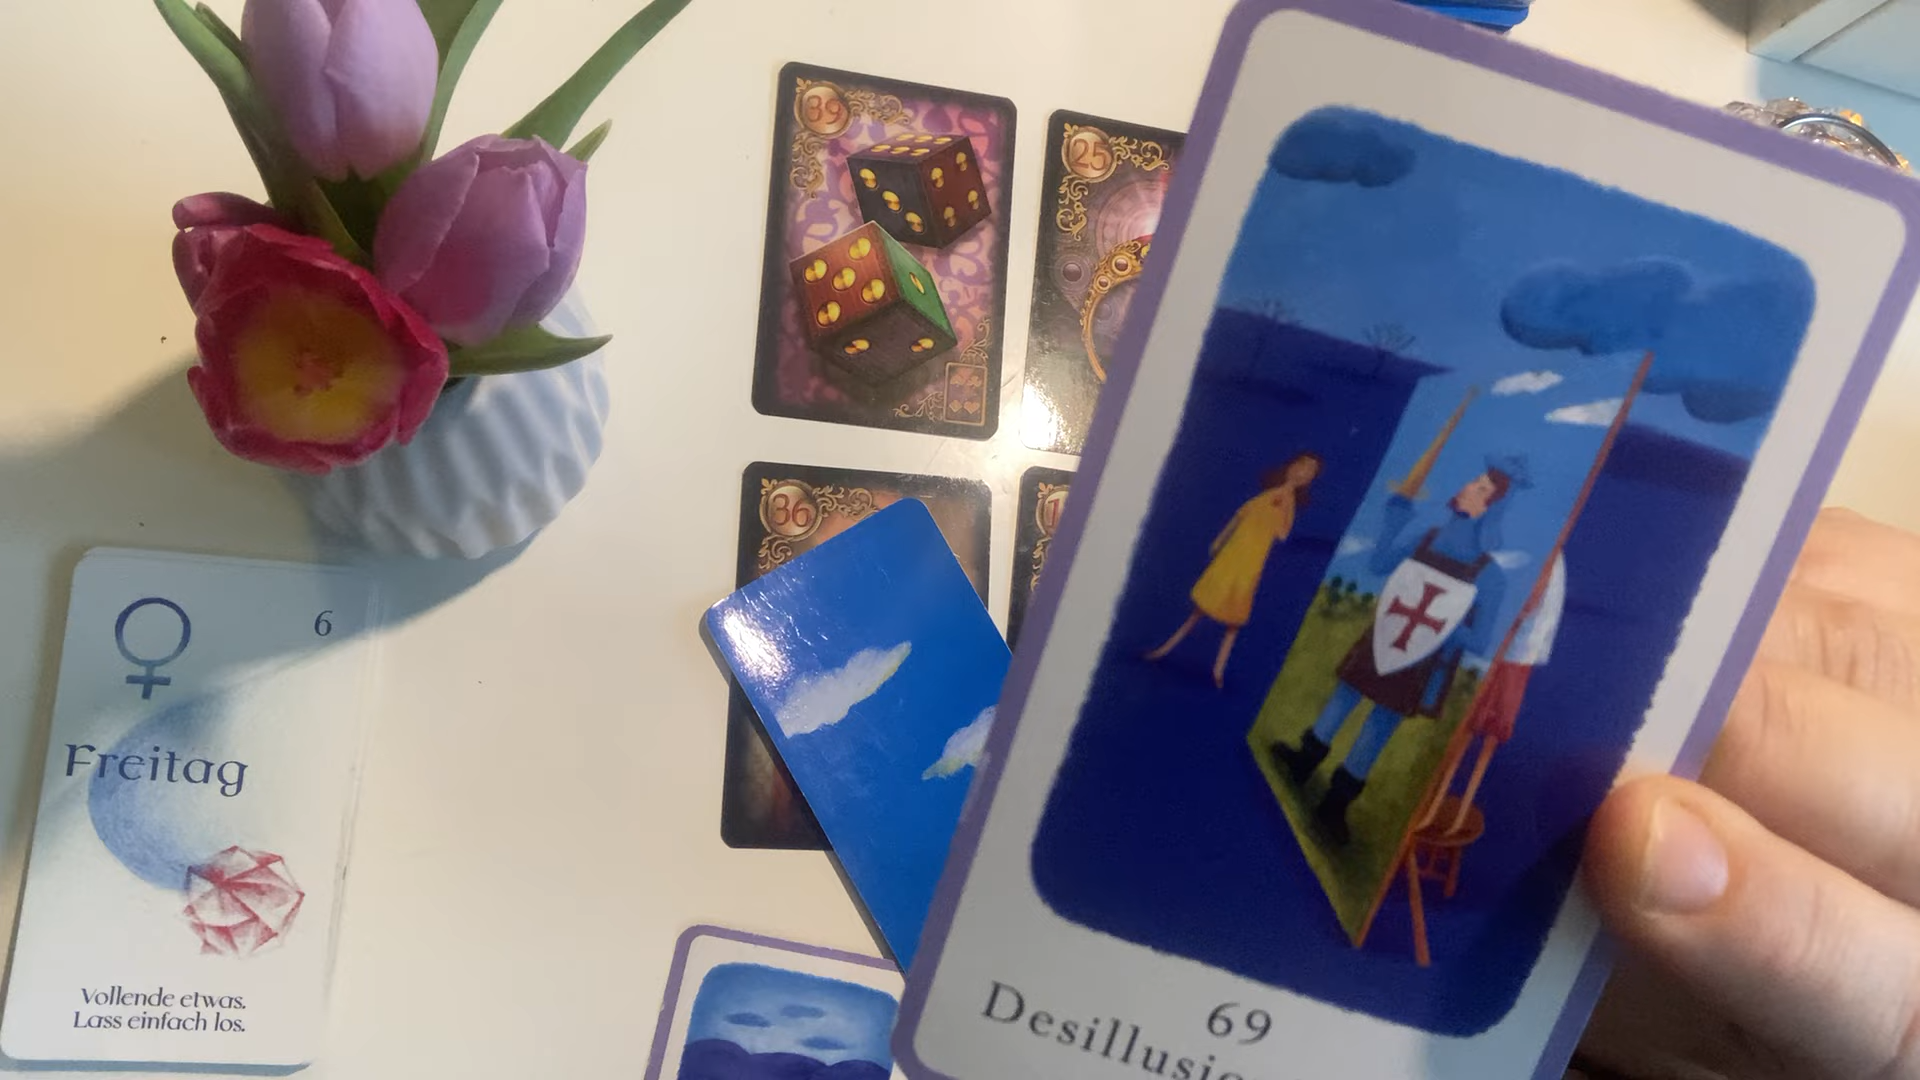 39
25
36
6
Freitag
Vollende etwas.
Lass einfach los.
69